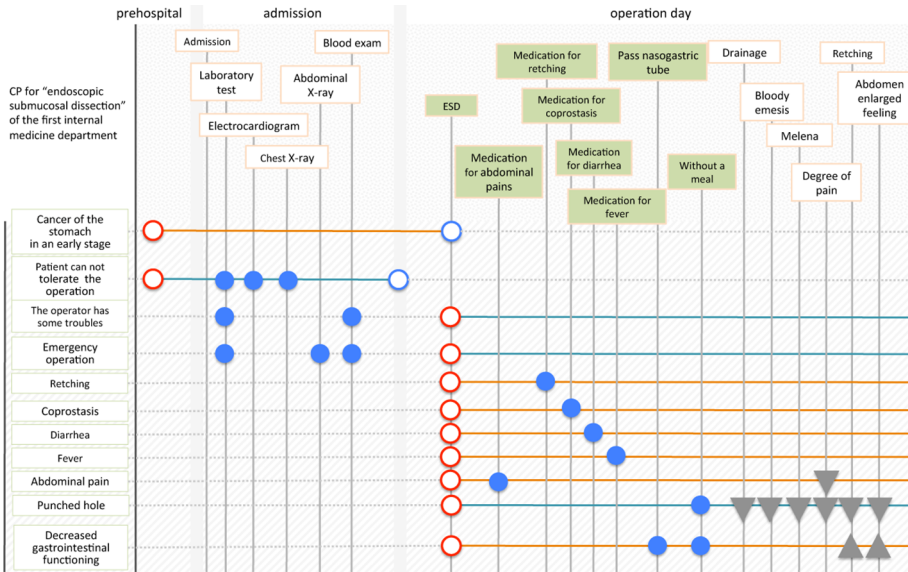 prehospital
admission
operation day
Admission
Blood exam
Laboratory
test
Abdominal
X-ray
Electrocardiogram
Chest X-ray
CP for “endoscopic
submucosal dissection”
of the first internal
medicine department
ESD
Medication for
retching
Pass nasogastric
tube
Drainage
Retching
Medication for
coprostasis
Bloody
emesis
Abdomen
enlarged
feeling
Medication
for abdominal
pains
Medication
for diarrhea
Without a
meal
Melena
Medication for
fever
Degree of
pain
Cancer of the
stomach
in an early stage
Patient can not
tolerate the
operation
The operator has
some troubles
Emergency
operation
Retching
Coprostasis
Diarrhea
Fever
Abdominal pain
Punched hole
Decreased
gastrointestinal
functioning